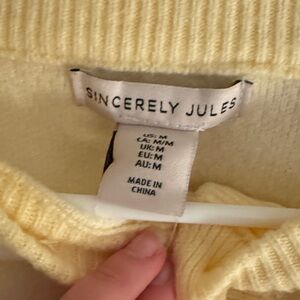 SINCERELY JULES
US: M
CA: M/M
UK: M
EU: M
AU: M
MADE IN
CHINA